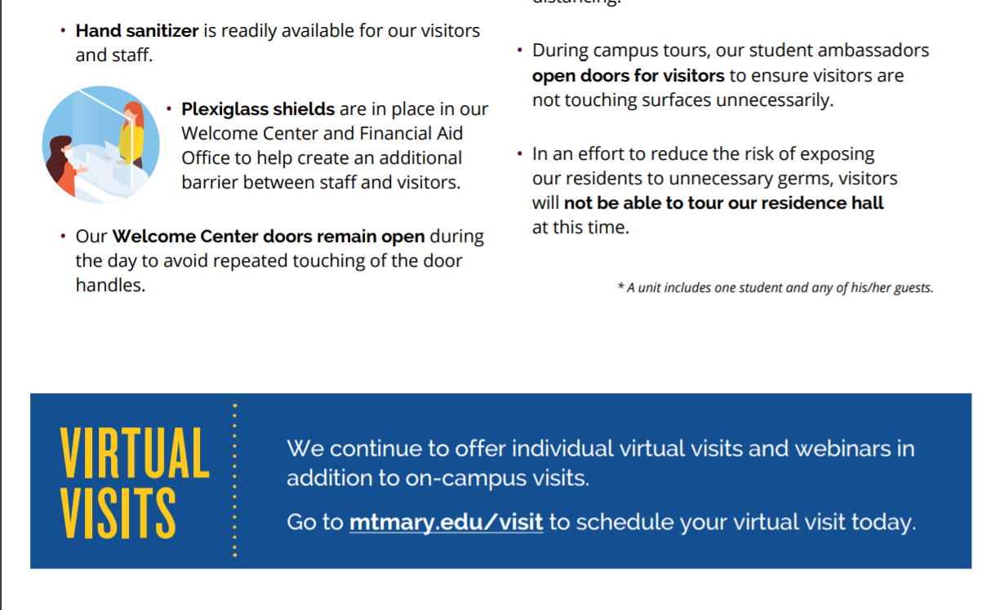 • Hand sanitizer is readily available for our visitors
and staff.
• Plexiglass shields are in place in our
Welcome Center and Financial Aid
Office to help create an additional
barrier between staff and visitors.
• Our Welcome Center doors remain open during
the day to avoid repeated touching of the door
handles.
distancing.
• During campus tours, our student ambassadors
open doors for visitors to ensure visitors are
not touching surfaces unnecessarily.
• In an effort to reduce the risk of exposing
our residents to unnecessary germs, visitors
will not be able to tour our residence hall
at this time.
* A unit includes one student and any of his/her guests.
VIRTUAL
VISITS
We continue to offer individual virtual visits and webinars in
addition to on-campus visits.
Go to mtmary.edu/visit to schedule your virtual visit today.